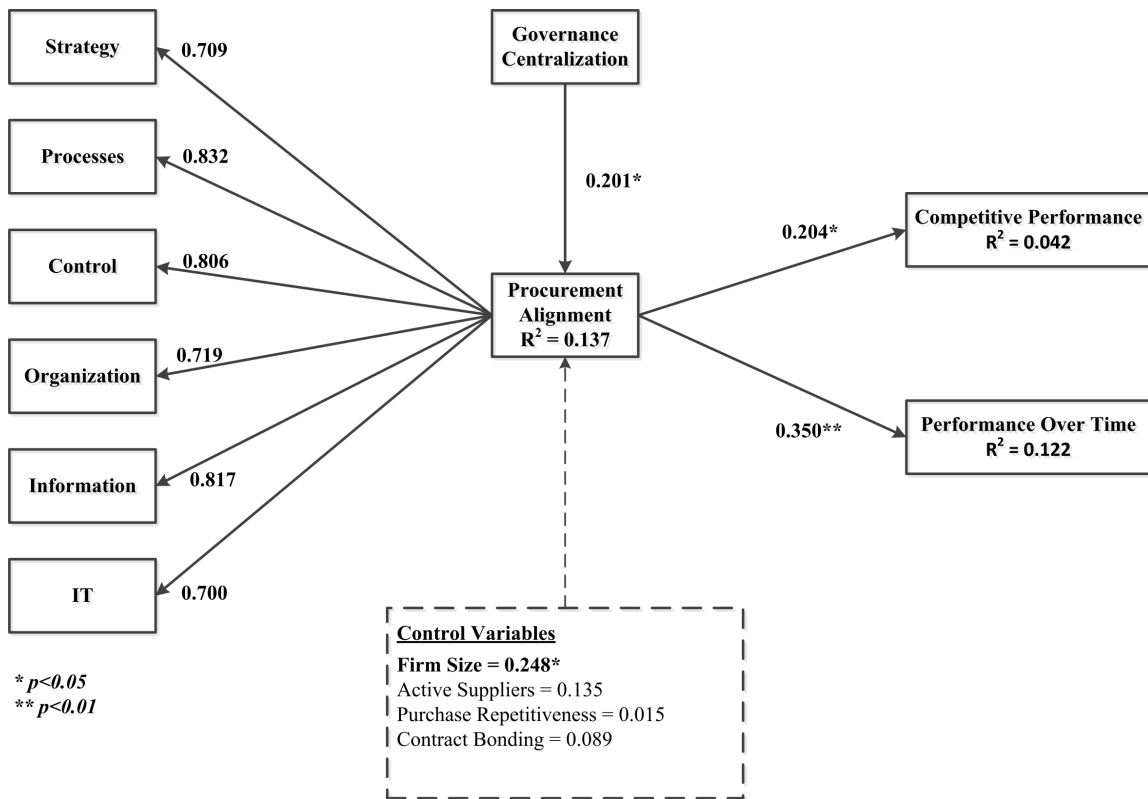 Strategy
0.709
Processes
0.832
Control
0.806
Organization
0.719
Information
0.817
IT
0.700
* p<0.05
** p<0.01
Governance
Centralization
0.201*
Procurement
Alignment
R² = 0.137
Control Variables
Firm Size = 0.248*
Active Suppliers = 0.135
Purchase Repetitiveness = 0.015
Contract Bonding = 0.089
0.204*
Competitive Performance
R² = 0.042
0.350**
Performance Over Time
R² = 0.122